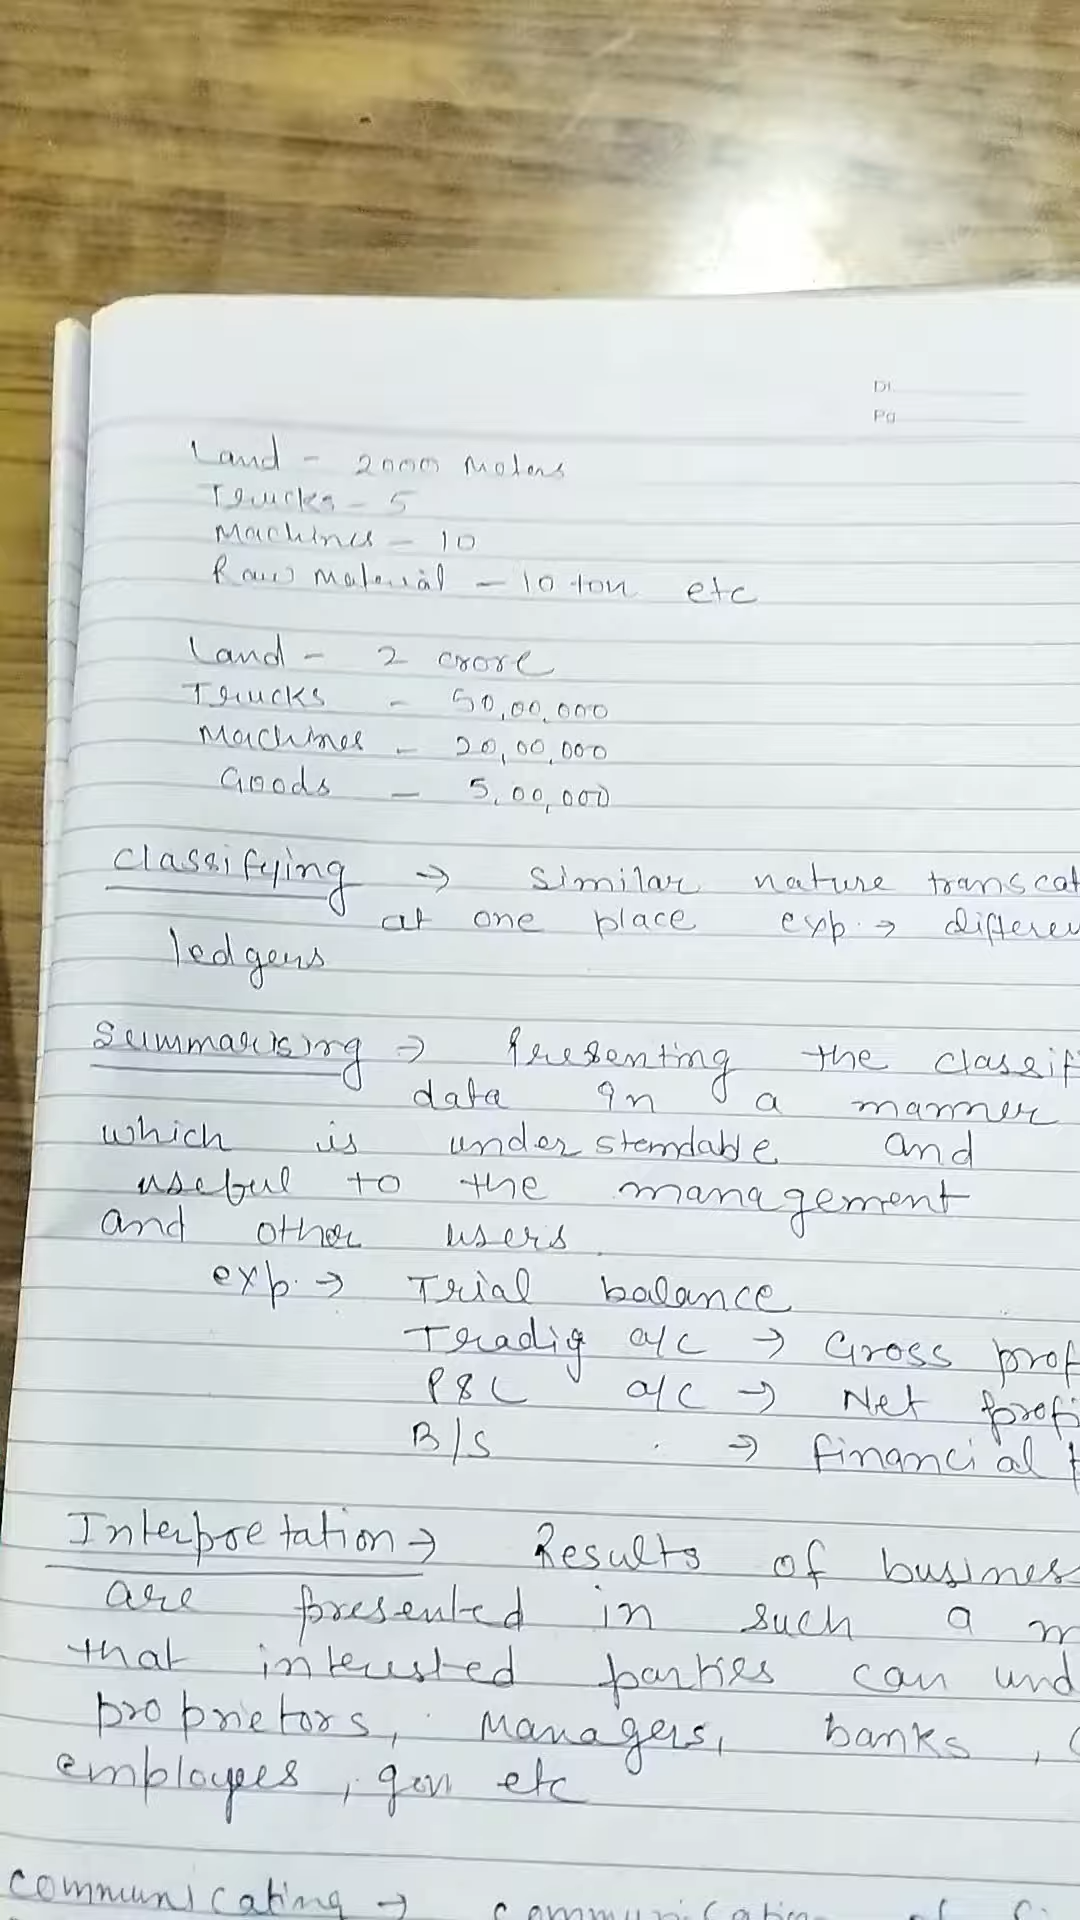 Dt
Pg
Land - 2000 Meters
Trucks - 5
Machines - 10
Raw material - 10 ton etc
Land - 2 crore
Trucks - 50,00,000
Machines - 20,00,000
Goods - 5,00,000
classifying → similar nature transcat
at one place exp. → differen
ledgers
Summarising → Presenting the classif
data in a manner
which is understandable and
useful to the management
and other users
exp. → Trial balance
Tradig a/c → Gross prof
P&L a/c → Net profi
B/S → financial
Interpretation → Results of busines
are presented in such a m
that interested parties can und
proprietors, Managers, banks,
employees, gov etc
communicating →